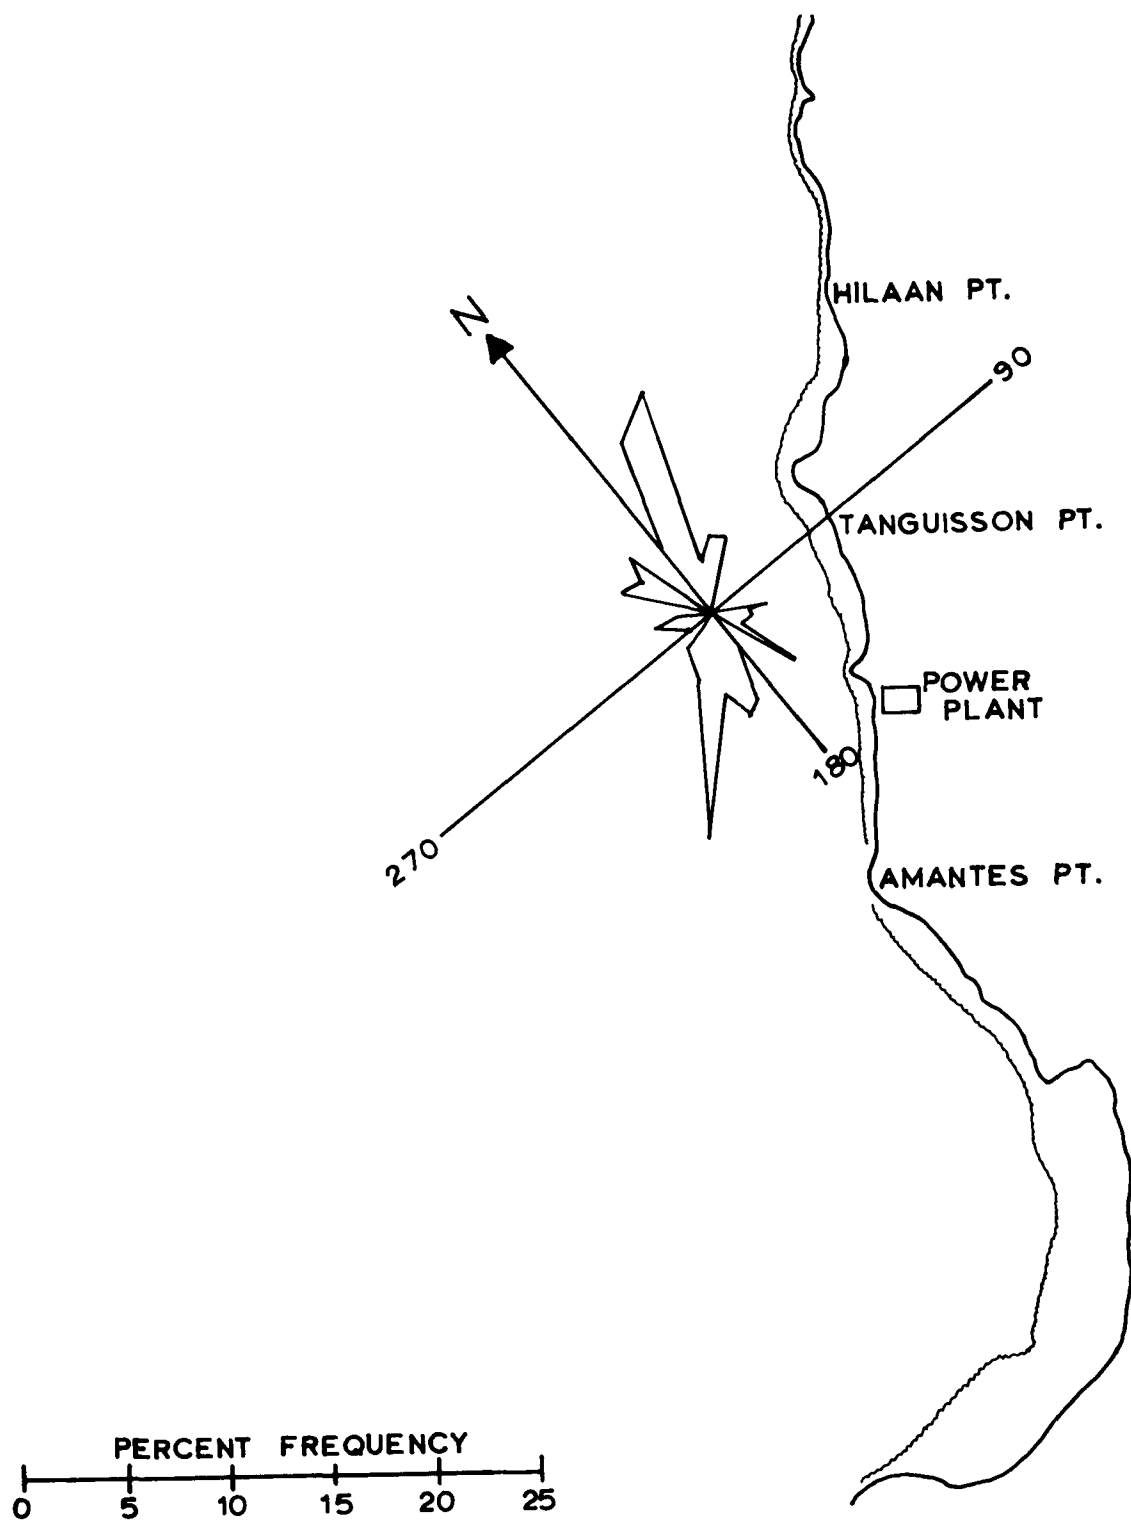 HILAAN PT.
N
90
TANGUISSON PT.
POWER
PLANT
180
270
AMANTES PT.
PERCENT FREQUENCY
0 5 10 15 20 25